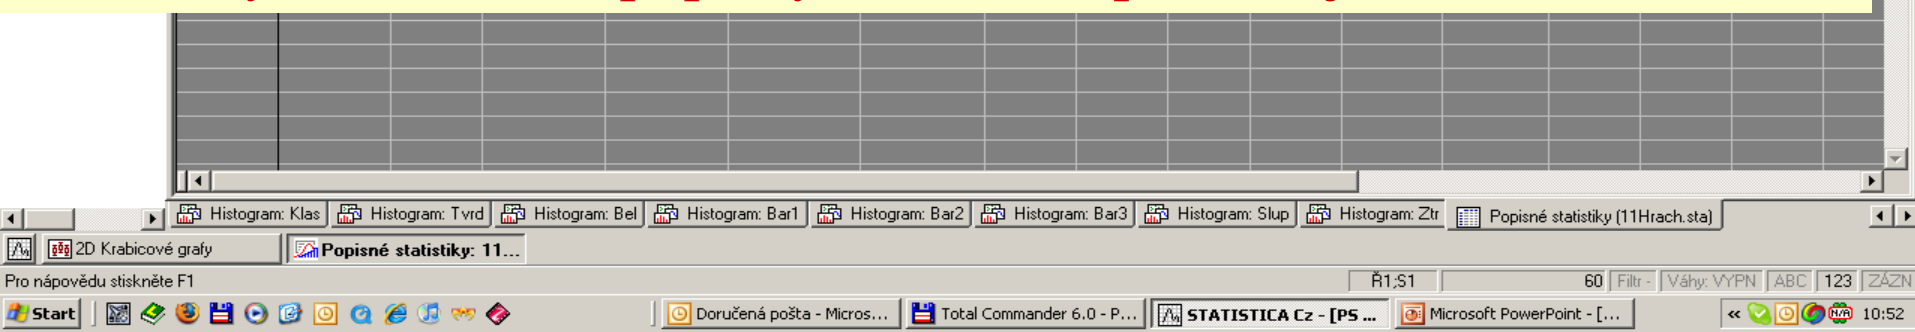 Histogram: Klas Histogram: Tvrd Histogram: Bel Histogram: Bar1 Histogram: Bar2 Histogram: Bar3 Histogram: Slup Histogram: Ztr Popisné statistiky (11Hrach.sta)
2D Krabicové grafy Popisné statistiky: 11...
Pro nápovědu stiskněte F1 Ř1;S1 60 Filtr - Váhy: VYPN ABC 123 ZÁZN
Start Doručená pošta - Micros... Total Commander 6.0 - P... STATISTICA Cz - [PS ... Microsoft PowerPoint - [... « N/A 10:52